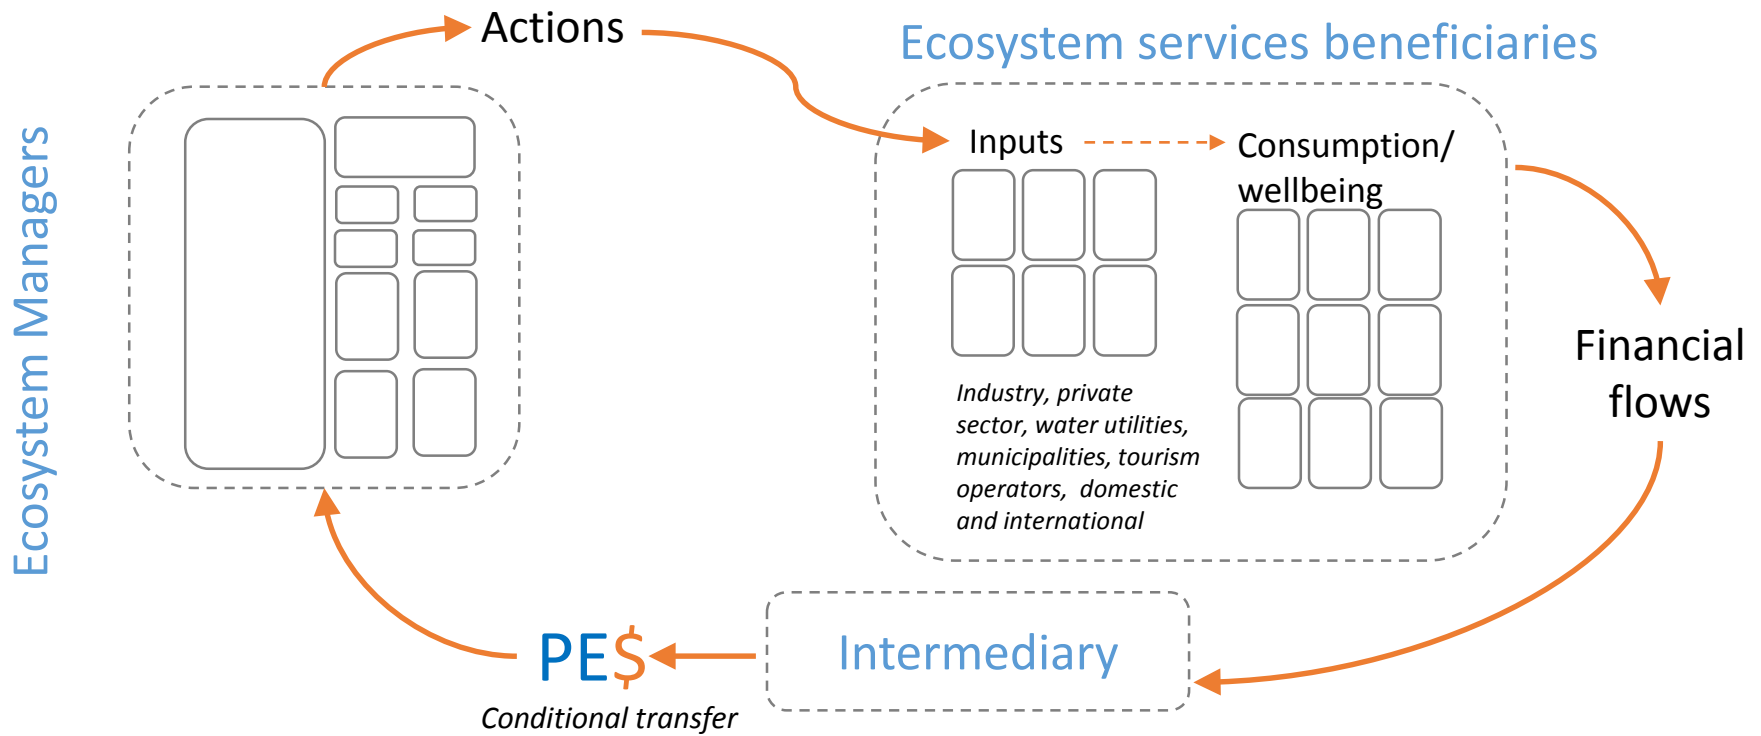 Actions
Ecosystem services beneficiaries
Ecosystem Managers
Inputs
Consumption/
wellbeing
Industry, private
sector, water utilities,
municipalities, tourism
operators, domestic
and international
Financial
flows
Intermediary
PE$
Conditional transfer